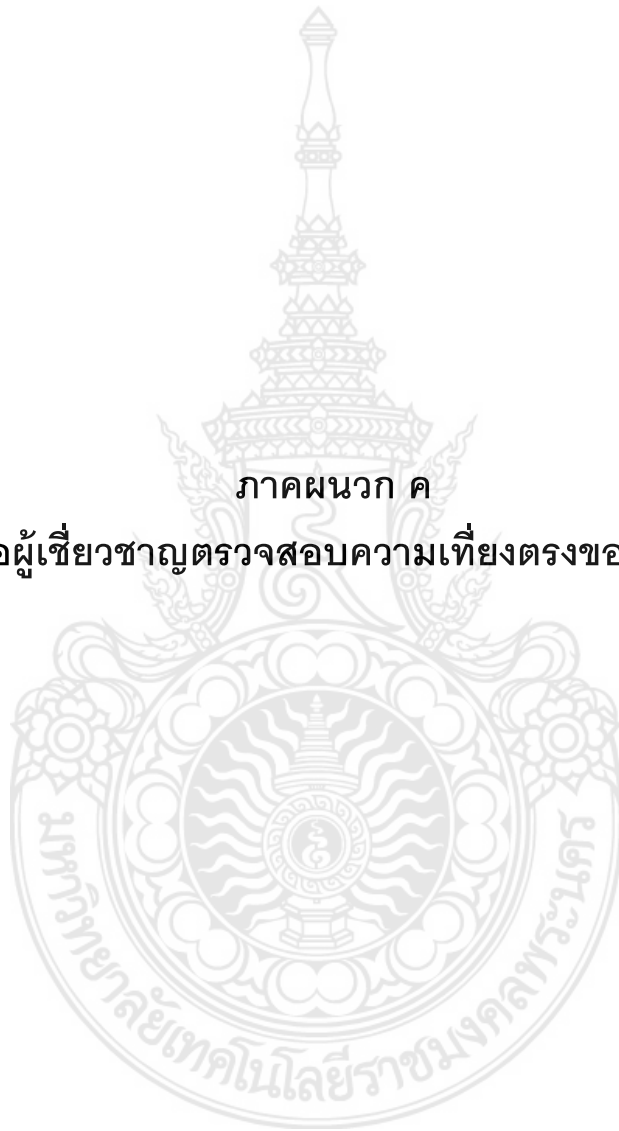 ภาคผนวก ค
อผู้เชี่ยวชาญตรวจสอบความเที่ยงตรงขอ
มหาวิทยาลัยเทคโนโลยีราชมงคลพระนคร